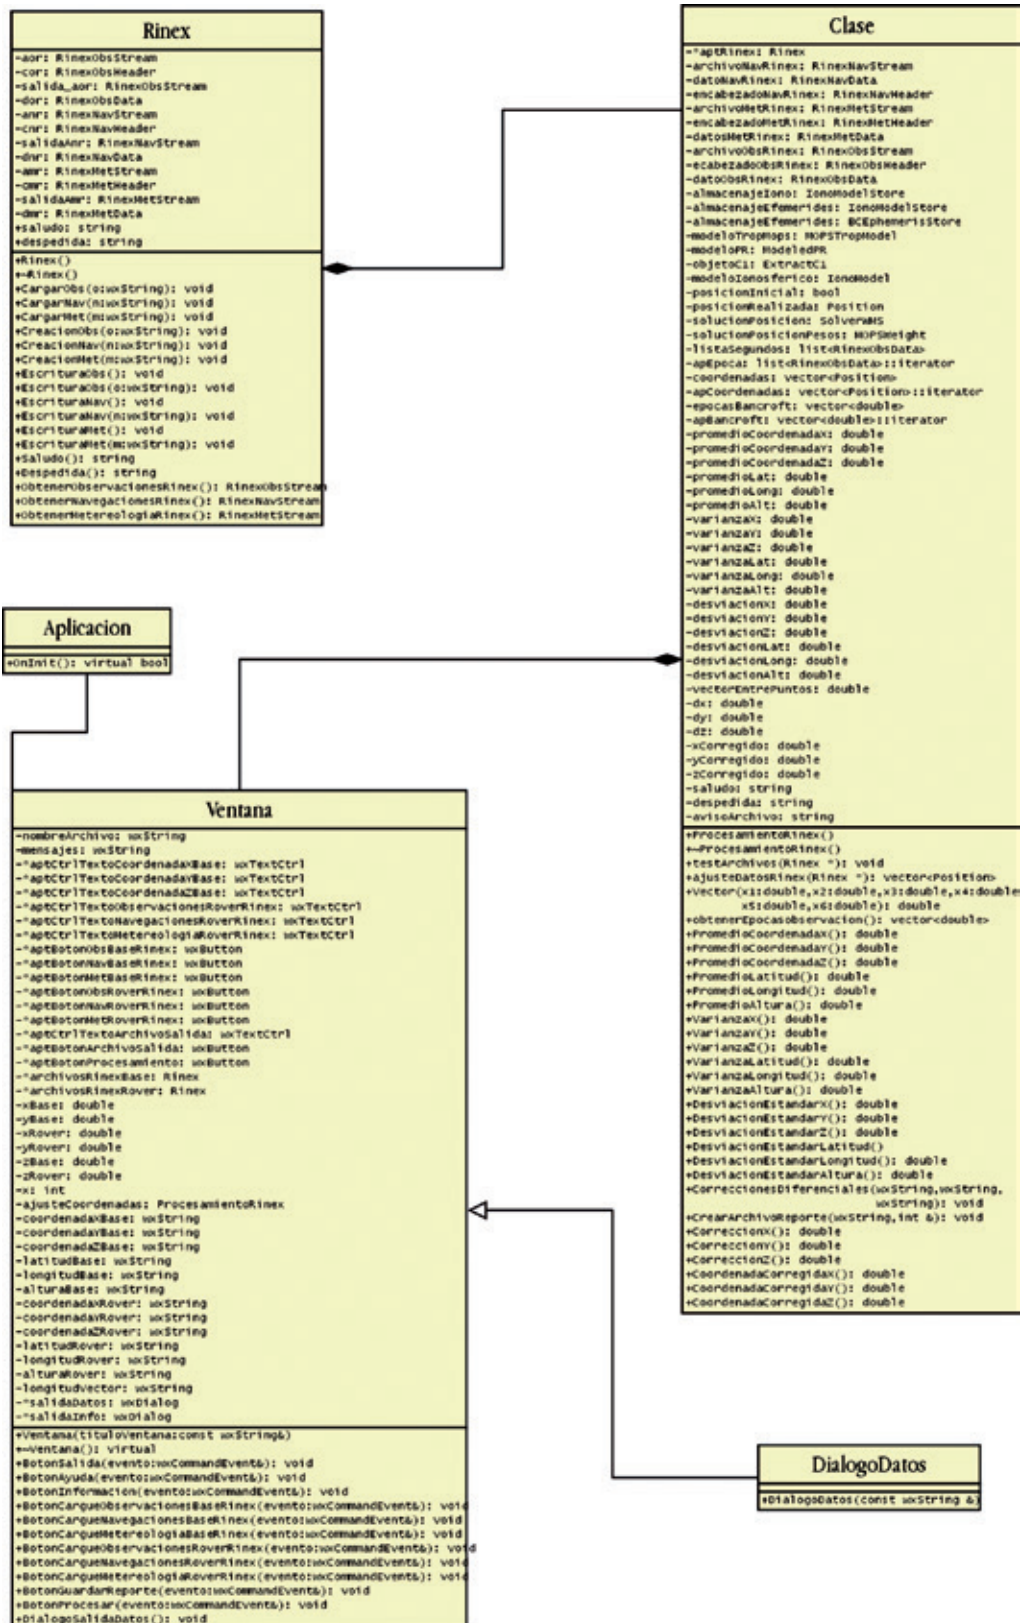 Rinex
-aor: RinexObsStream
-cor: RinexObsHeader
-salida_aor: RinexObsStream
-dor: RinexObsData
-anr: RinexNavStream
-cnr: RinexNavHeader
-salidaAnr: RinexNavStream
-dnr: RinexNavData
-amr: RinexMetStream
-cmr: RinexMetHeader
-salidaAmr: RinexMetStream
-dmr: RinexMetData
+saludo: string
+despedida: string
+Rinex()
+~Rinex()
+CargarObs(o:wxString): void
+CargarNav(n:wxString): void
+CargarMet(m:wxString): void
+CreacionObs(o:wxString): void
+CreacionNav(n:wxString): void
+CreacionMet(m:wxString): void
+EscrituraObs(): void
+EscrituraObs(o:wxString): void
+EscrituraNav(): void
+EscrituraNav(n:wxString): void
+EscrituraMet(): void
+EscrituraMet(m:wxString): void
+Saludo(): string
+Despedida(): string
+ObtenerObservacionesRinex(): RinexObsStream
+ObtenerNavegacionesRinex(): RinexNavStream
+ObtenerMetereologiaRinex(): RinexMetStream
Clase
-*aptRinex: Rinex
-archivoNavRinex: RinexNavStream
-datoNavRinex: RinexNavData
-encabezadoNavRinex: RinexNavHeader
-archivoMetRinex: RinexMetStream
-encabezadoMetRinex: RinexMetHeader
-datosMetRinex: RinexMetData
-archivoObsRinex: RinexObsStream
-ecabezadoObsRinex: RinexObsHeader
-datoObsRinex: RinexObsData
-almacenajeIono: IonoModelStore
-almacenajeEfemerides: IonoModelStore
-almacenajeEfemerides: BCEphemerisStore
-modeloTropMops: MOPSTropModel
-modeloPR: ModeledPR
-objetoC1: ExtractC1
-modeloIonosferico: IonoModel
-posicionInicial: bool
-posicionRealizada: Position
-solucionPosicion: SolverWMS
-solucionPosicionPesos: MOPSWeight
-listaSegundos: list<RinexObsData>
-apEpoca: list<RinexObsData>::iterator
-coordenadas: vector<Position>
-apCoordenadas: vector<Position>::iterator
-epocasBancroft: vector<double>
-apBancroft: vector<double>::iterator
-promedioCoordenadaX: double
-promedioCoordenadaY: double
-promedioCoordenadaZ: double
-promedioLat: double
-promedioLong: double
-promedioAlt: double
-varianzaX: double
-varianzaY: double
-varianzaZ: double
-varianzaLat: double
-varianzaLong: double
-varianzaAlt: double
-desviacionX: double
-desviacionY: double
-desviacionZ: double
-desviacionLat: double
-desviacionLong: double
-desviacionAlt: double
-vectorEntrePuntos: double
-dx: double
-dy: double
-dz: double
-xCorregido: double
-yCorregido: double
-zCorregido: double
-saludo: string
-despedida: string
-avisoArchivo: string
+ProcesamientoRinex()
+~ProcesamientoRinex()
+testArchivos(Rinex *): void
+ajusteDatosRinex(Rinex *): vector<Position>
+Vector(x1:double,x2:double,x3:double,x4:double
x5:double,x6:double): double
+obtenerEpocasobservacion(): vector<double>
+PromedioCoordenadaX(): double
+PromedioCoordenadaY(): double
+PromedioCoordenadaZ(): double
+PromedioLatitud(): double
+PromedioLongitud(): double
+PromedioAltura(): double
+VarianzaX(): double
+VarianzaY(): double
+VarianzaZ(): double
+VarianzaLatitud(): double
+VarianzaLongitud(): double
+VarianzaAltura(): double
+DesviacionEstandarX(): double
+DesviacionEstandarY(): double
+DesviacionEstandarZ(): double
+DesviacionEstandarLatitud()
+DesviacionEstandarLongitud(): double
+DesviacionEstandarAltura(): double
+CorreccionesDiferenciales(wxString,wxString,
wxString): void
+CrearArchivoReporte(wxString,int &): void
+CorreccionX(): double
+CorreccionY(): double
+CorreccionZ(): double
+CoordenadaCorregidaX(): double
+CoordenadaCorregidaY(): double
+CoordenadaCorregidaZ(): double
Aplicacion
+OnInit(): virtual bool
Ventana
-nombreArchivo: wxString
-mensajes: wxString
-*aptCtrlTextoCoordenadaXBase: wxTextCtrl
-*aptCtrlTextoCoordenadaYBase: wxTextCtrl
-*aptCtrlTextoCoordenadaZBase: wxTextCtrl
-*aptCtrlTextoObservacionesRoverRinex: wxTextCtrl
-*aptCtrlTextoNavegacionesRoverRinex: wxTextCtrl
-*aptCtrlTextoMetereologiaRoverRinex: wxTextCtrl
-*aptBotonObsBaseRinex: wxButton
-*aptBotonNavBaseRinex: wxButton
-*aptBotonMetBaseRinex: wxButton
-*aptBotonObsRoverRinex: wxButton
-*aptBotonNavRoverRinex: wxButton
-*aptBotonMetRoverRinex: wxButton
-*aptCtrlTextoArchivoSalida: wxTextCtrl
-*aptBotonArchivoSalida: wxButton
-*aptBotonProcesamiento: wxButton
-*archivosRinexBase: Rinex
-*archivosRinexRover: Rinex
-xBase: double
-yBase: double
-xRover: double
-yRover: double
-zBase: double
-zRover: double
-x: int
-ajusteCoordenadas: ProcesamientoRinex
-coordenadaXBase: wxString
-coordenadaYBase: wxString
-coordenadaZBase: wxString
-latitudBase: wxString
-longitudBase: wxString
-alturaBase: wxString
-coordenadaXRover: wxString
-coordenadaYRover: wxString
-coordenadaZRover: wxString
-latitudRover: wxString
-longitudRover: wxString
-alturaRover: wxString
-longitudVector: wxString
-*salidaDatos: wxDialog
-*salidaInfo: wxDialog
+Ventana(tituloVentana:const wxString&)
+~Ventana(): virtual
+BotonSalida(evento:wxCommandEvent&): void
+BotonAyuda(evento:wxCommandEvent&): void
+BotonInformacion(evento:wxCommandEvent&): void
+BotonCargueObservacionesBaseRinex(evento:wxCommandEvent&): void
+BotonCargueNavegacionesBaseRinex(evento:wxCommandEvent&): void
+BotonCargueMetereologiaBaseRinex(evento:wxCommandEvent&): void
+BotonCargueObservacionesRoverRinex(evento:wxCommandEvent&): void
+BotonCargueNavegacionesRoverRinex(evento:wxCommandEvent&): void
+BotonCargueMetereologiaRoverRinex(evento:wxCommandEvent&): void
+BotonGuardarReporte(evento:wxCommandEvent&): void
+BotonProcesar(evento:wxCommandEvent&): void
+DialogoSalidaDatos(): void
DialogoDatos
+DialogoDatos(const wxString &)